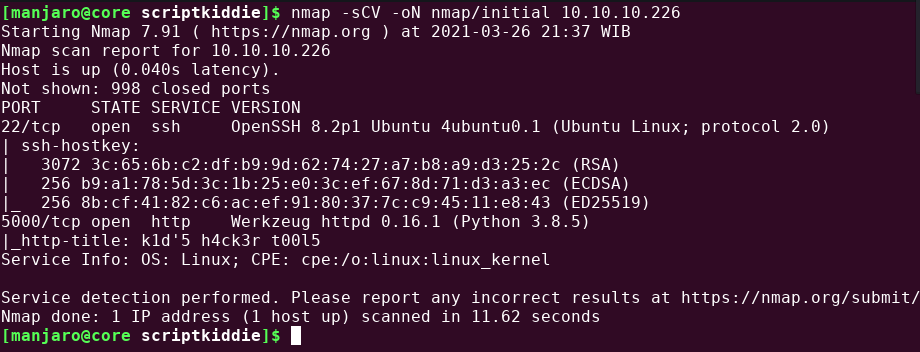 [manjaro@core scriptkiddie]$ nmap -sCV -oN nmap/initial 10.10.10.226
Starting Nmap 7.91 ( https://nmap.org ) at 2021-03-26 21:37 WIB
Nmap scan report for 10.10.10.226
Host is up (0.040s latency).
Not shown: 998 closed ports
PORT     STATE SERVICE VERSION
22/tcp   open  ssh     OpenSSH 8.2p1 Ubuntu 4ubuntu0.1 (Ubuntu Linux; protocol 2.0)
| ssh-hostkey:
|   3072 3c:65:6b:c2:df:b9:9d:62:74:27:a7:b8:a9:d3:25:2c (RSA)
|   256 b9:a1:78:5d:3c:1b:25:e0:3c:ef:67:8d:71:d3:a3:ec (ECDSA)
|_  256 8b:cf:41:82:c6:ac:ef:91:80:37:7c:c9:45:11:e8:43 (ED25519)
5000/tcp open  http    Werkzeug httpd 0.16.1 (Python 3.8.5)
|_http-title: k1d'5 h4ck3r t00l5
Service Info: OS: Linux; CPE: cpe:/o:linux:linux_kernel
Service detection performed. Please report any incorrect results at https://nmap.org/submit/
Nmap done: 1 IP address (1 host up) scanned in 11.62 seconds
[manjaro@core scriptkiddie]$